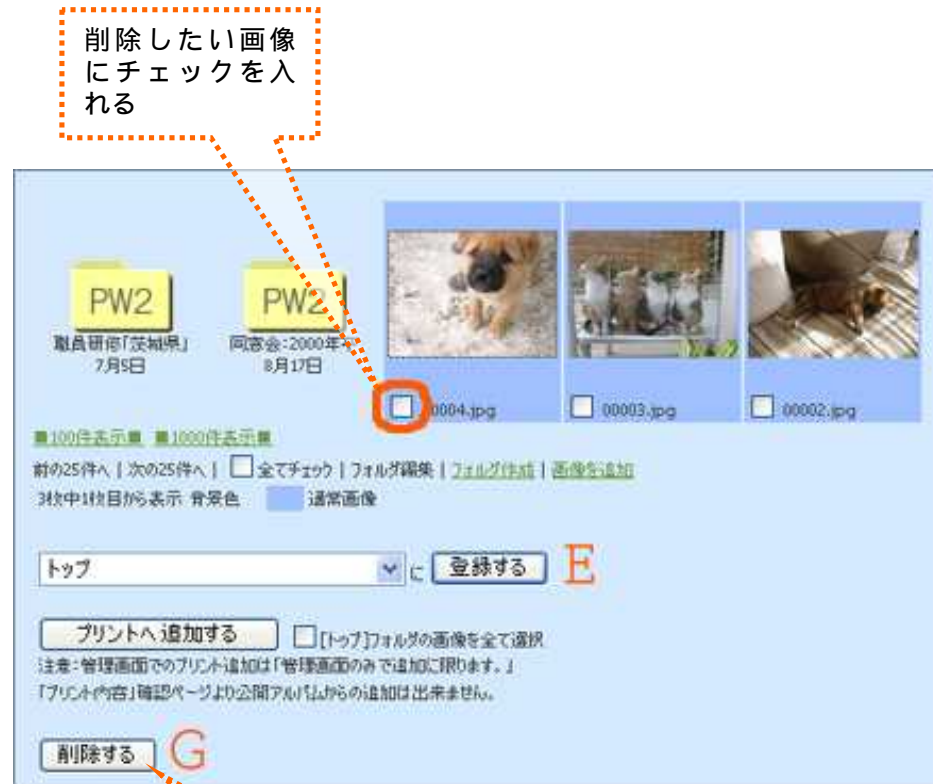 削除したい画像
にチェックを入
れる
PW2
PW2
職員研修「茨城県」
7月5日
同窓会:2000年
8月17日
0004.jpg
00003.jpg
00002.jpg
■100件表示■ ■1000件表示■
前の25件へ | 次の25件へ | 全てチェック | フォルダ編集 | フォルダ作成 | 画像を追加
3枚中1枚目から表示 背景色 通常画像
トップ に 登録する E
プリントへ追加する [トップ]フォルダの画像を全て選択
注意:管理画面でのプリント追加は「管理画面のみで追加に限ります。」
「プリント内容」確認ページより公開アルバムからの追加は出来ません。
削除する G